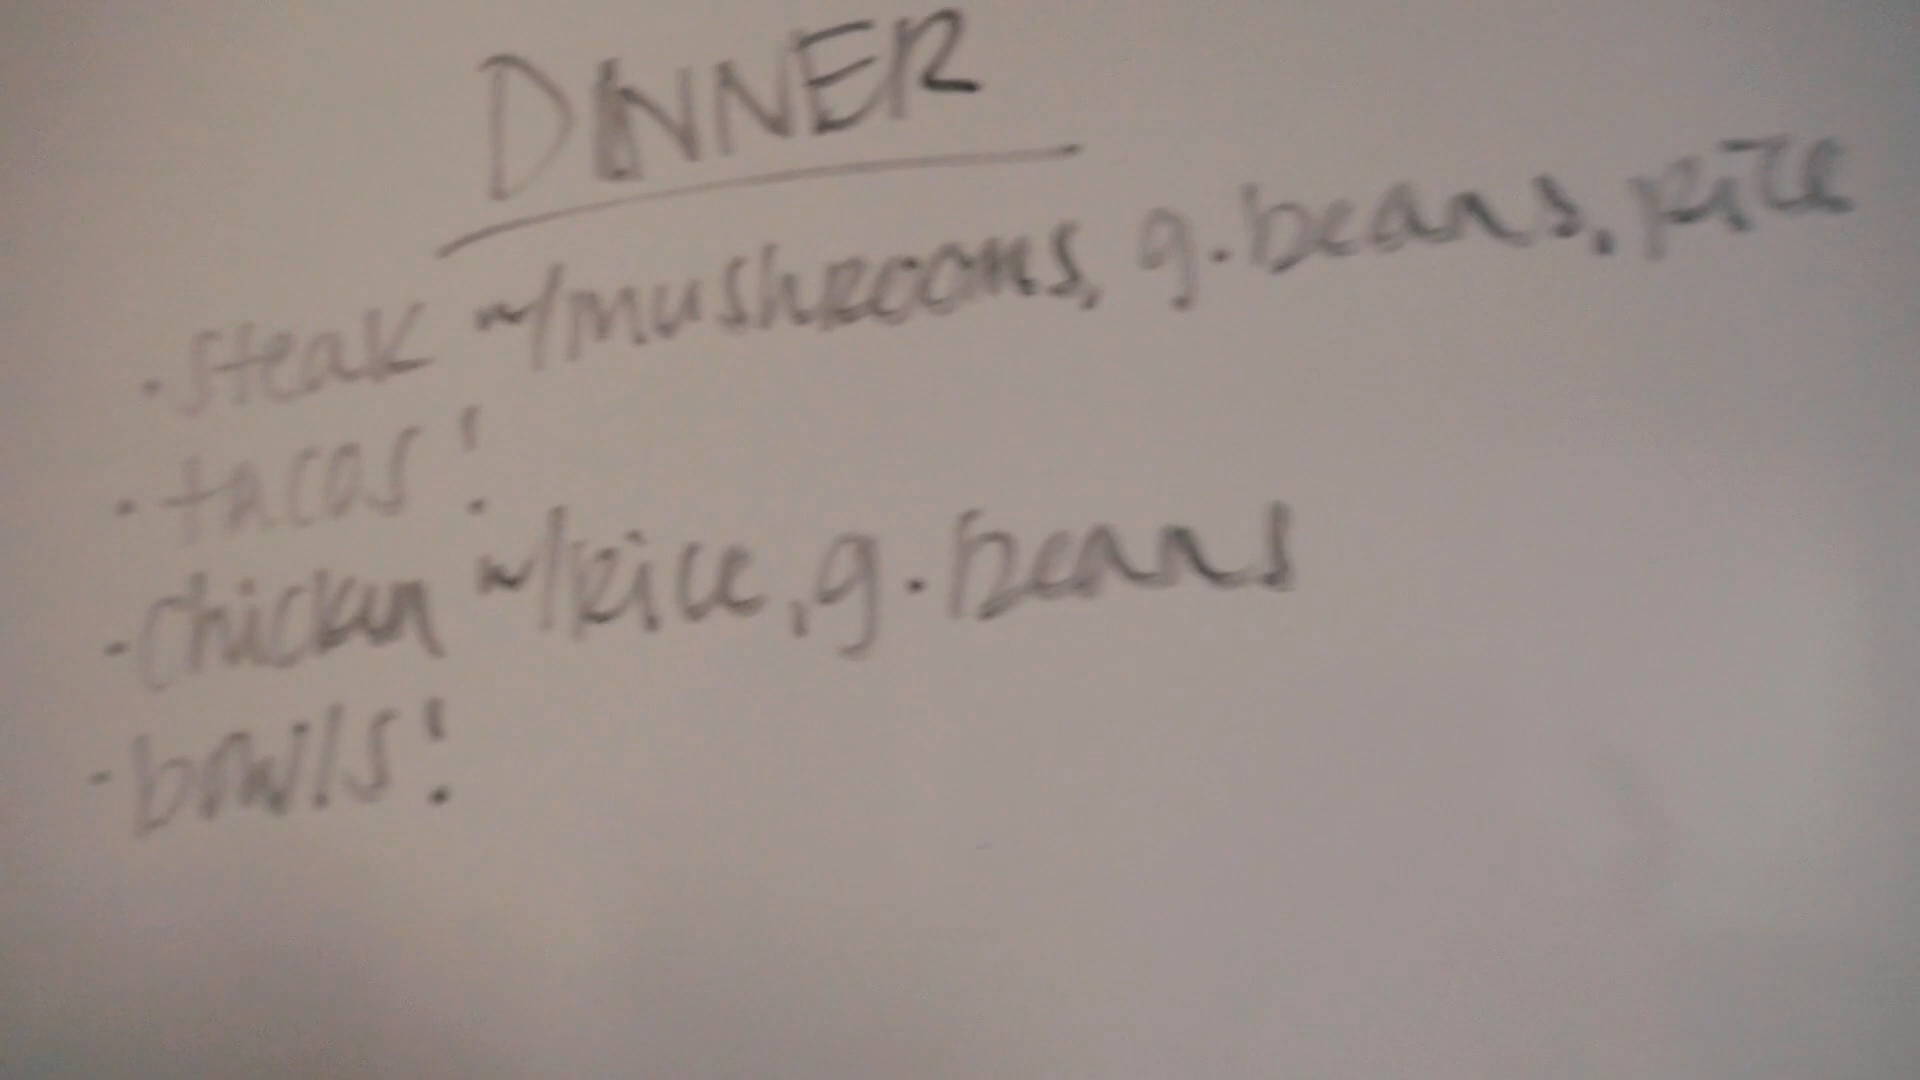 DINNER
· steak w/mushrooms, g.beans, rice
· tacos!
· chicken w/rice, g.beans
· bowls!